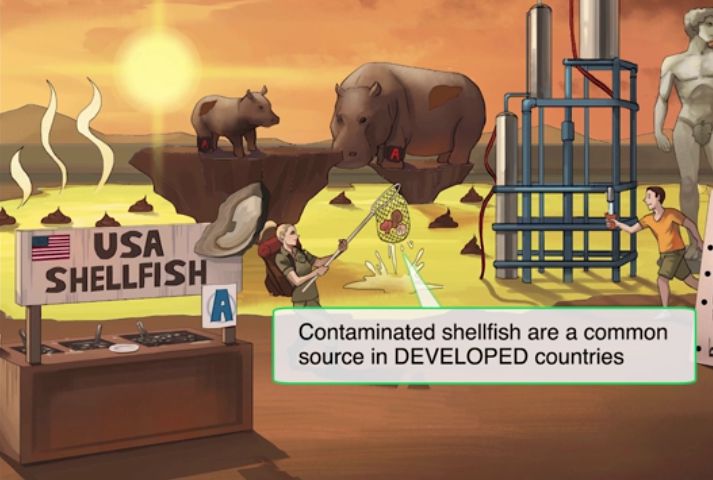 A
A
USA
SHELLFISH
A
Contaminated shellfish are a common
source in DEVELOPED countries